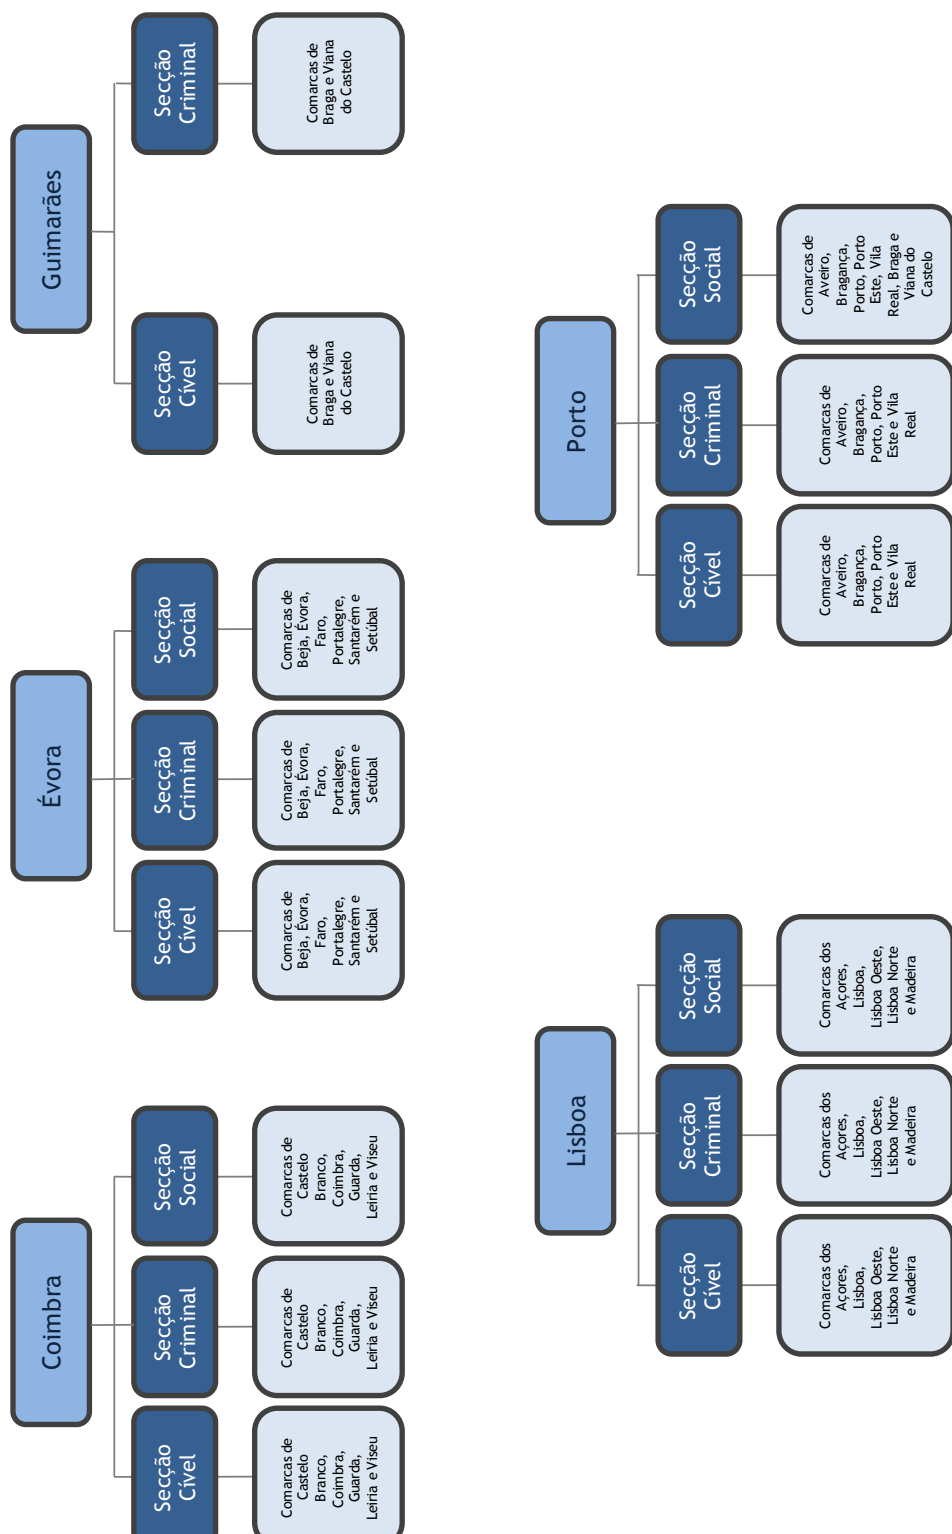 Coimbra
Secção
Cível
Comarcas de
Castelo
Branco,
Coimbra,
Guarda,
Leiria e Viseu
Secção
Criminal
Comarcas de
Castelo
Branco,
Coimbra,
Guarda,
Leiria e Viseu
Secção
Social
Comarcas de
Castelo
Branco,
Coimbra,
Guarda,
Leiria e Viseu
Évora
Secção
Cível
Comarcas de
Beja, Évora,
Faro,
Portalegre,
Santarém e
Setúbal
Secção
Criminal
Comarcas de
Beja, Évora,
Faro,
Portalegre,
Santarém e
Setúbal
Secção
Social
Comarcas de
Beja, Évora,
Faro,
Portalegre,
Santarém e
Setúbal
Guimarães
Secção
Cível
Comarcas de
Braga e Viana
do Castelo
Secção
Criminal
Comarcas de
Braga e Viana
do Castelo
Lisboa
Secção
Cível
Comarcas dos
Açores,
Lisboa,
Lisboa Oeste,
Lisboa Norte
e Madeira
Secção
Criminal
Comarcas dos
Açores,
Lisboa,
Lisboa Oeste,
Lisboa Norte
e Madeira
Secção
Social
Comarcas dos
Açores,
Lisboa,
Lisboa Oeste,
Lisboa Norte
e Madeira
Porto
Secção
Cível
Comarcas de
Aveiro,
Bragança,
Porto, Porto
Este e Vila
Real
Secção
Criminal
Comarcas de
Aveiro,
Bragança,
Porto, Porto
Este e Vila
Real
Secção
Social
Comarcas de
Aveiro,
Bragança,
Porto, Porto
Este, Vila
Real, Braga e
Viana do
Castelo